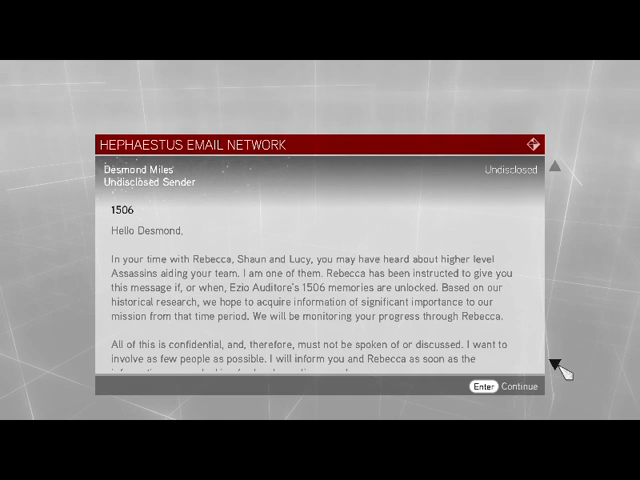 HEPHAESTUS EMAIL NETWORK
Desmond Miles
Undisclosed
Undisclosed Sender
1506
Hello Desmond,
In your time with Rebecca, Shaun and Lucy, you may have heard about higher level
Assassins aiding your team. I am one of them. Rebecca has been instructed to give you
this message if, or when, Ezio Auditore's 1506 memories are unlocked. Based on our
historical research, we hope to acquire information of significant importance to our
mission from that time period. We will be monitoring your progress through Rebecca.
All of this is confidential, and, therefore, must not be spoken of or discussed. I want to
involve as few people as possible. I will inform you and Rebecca as soon as the
Enter Continue